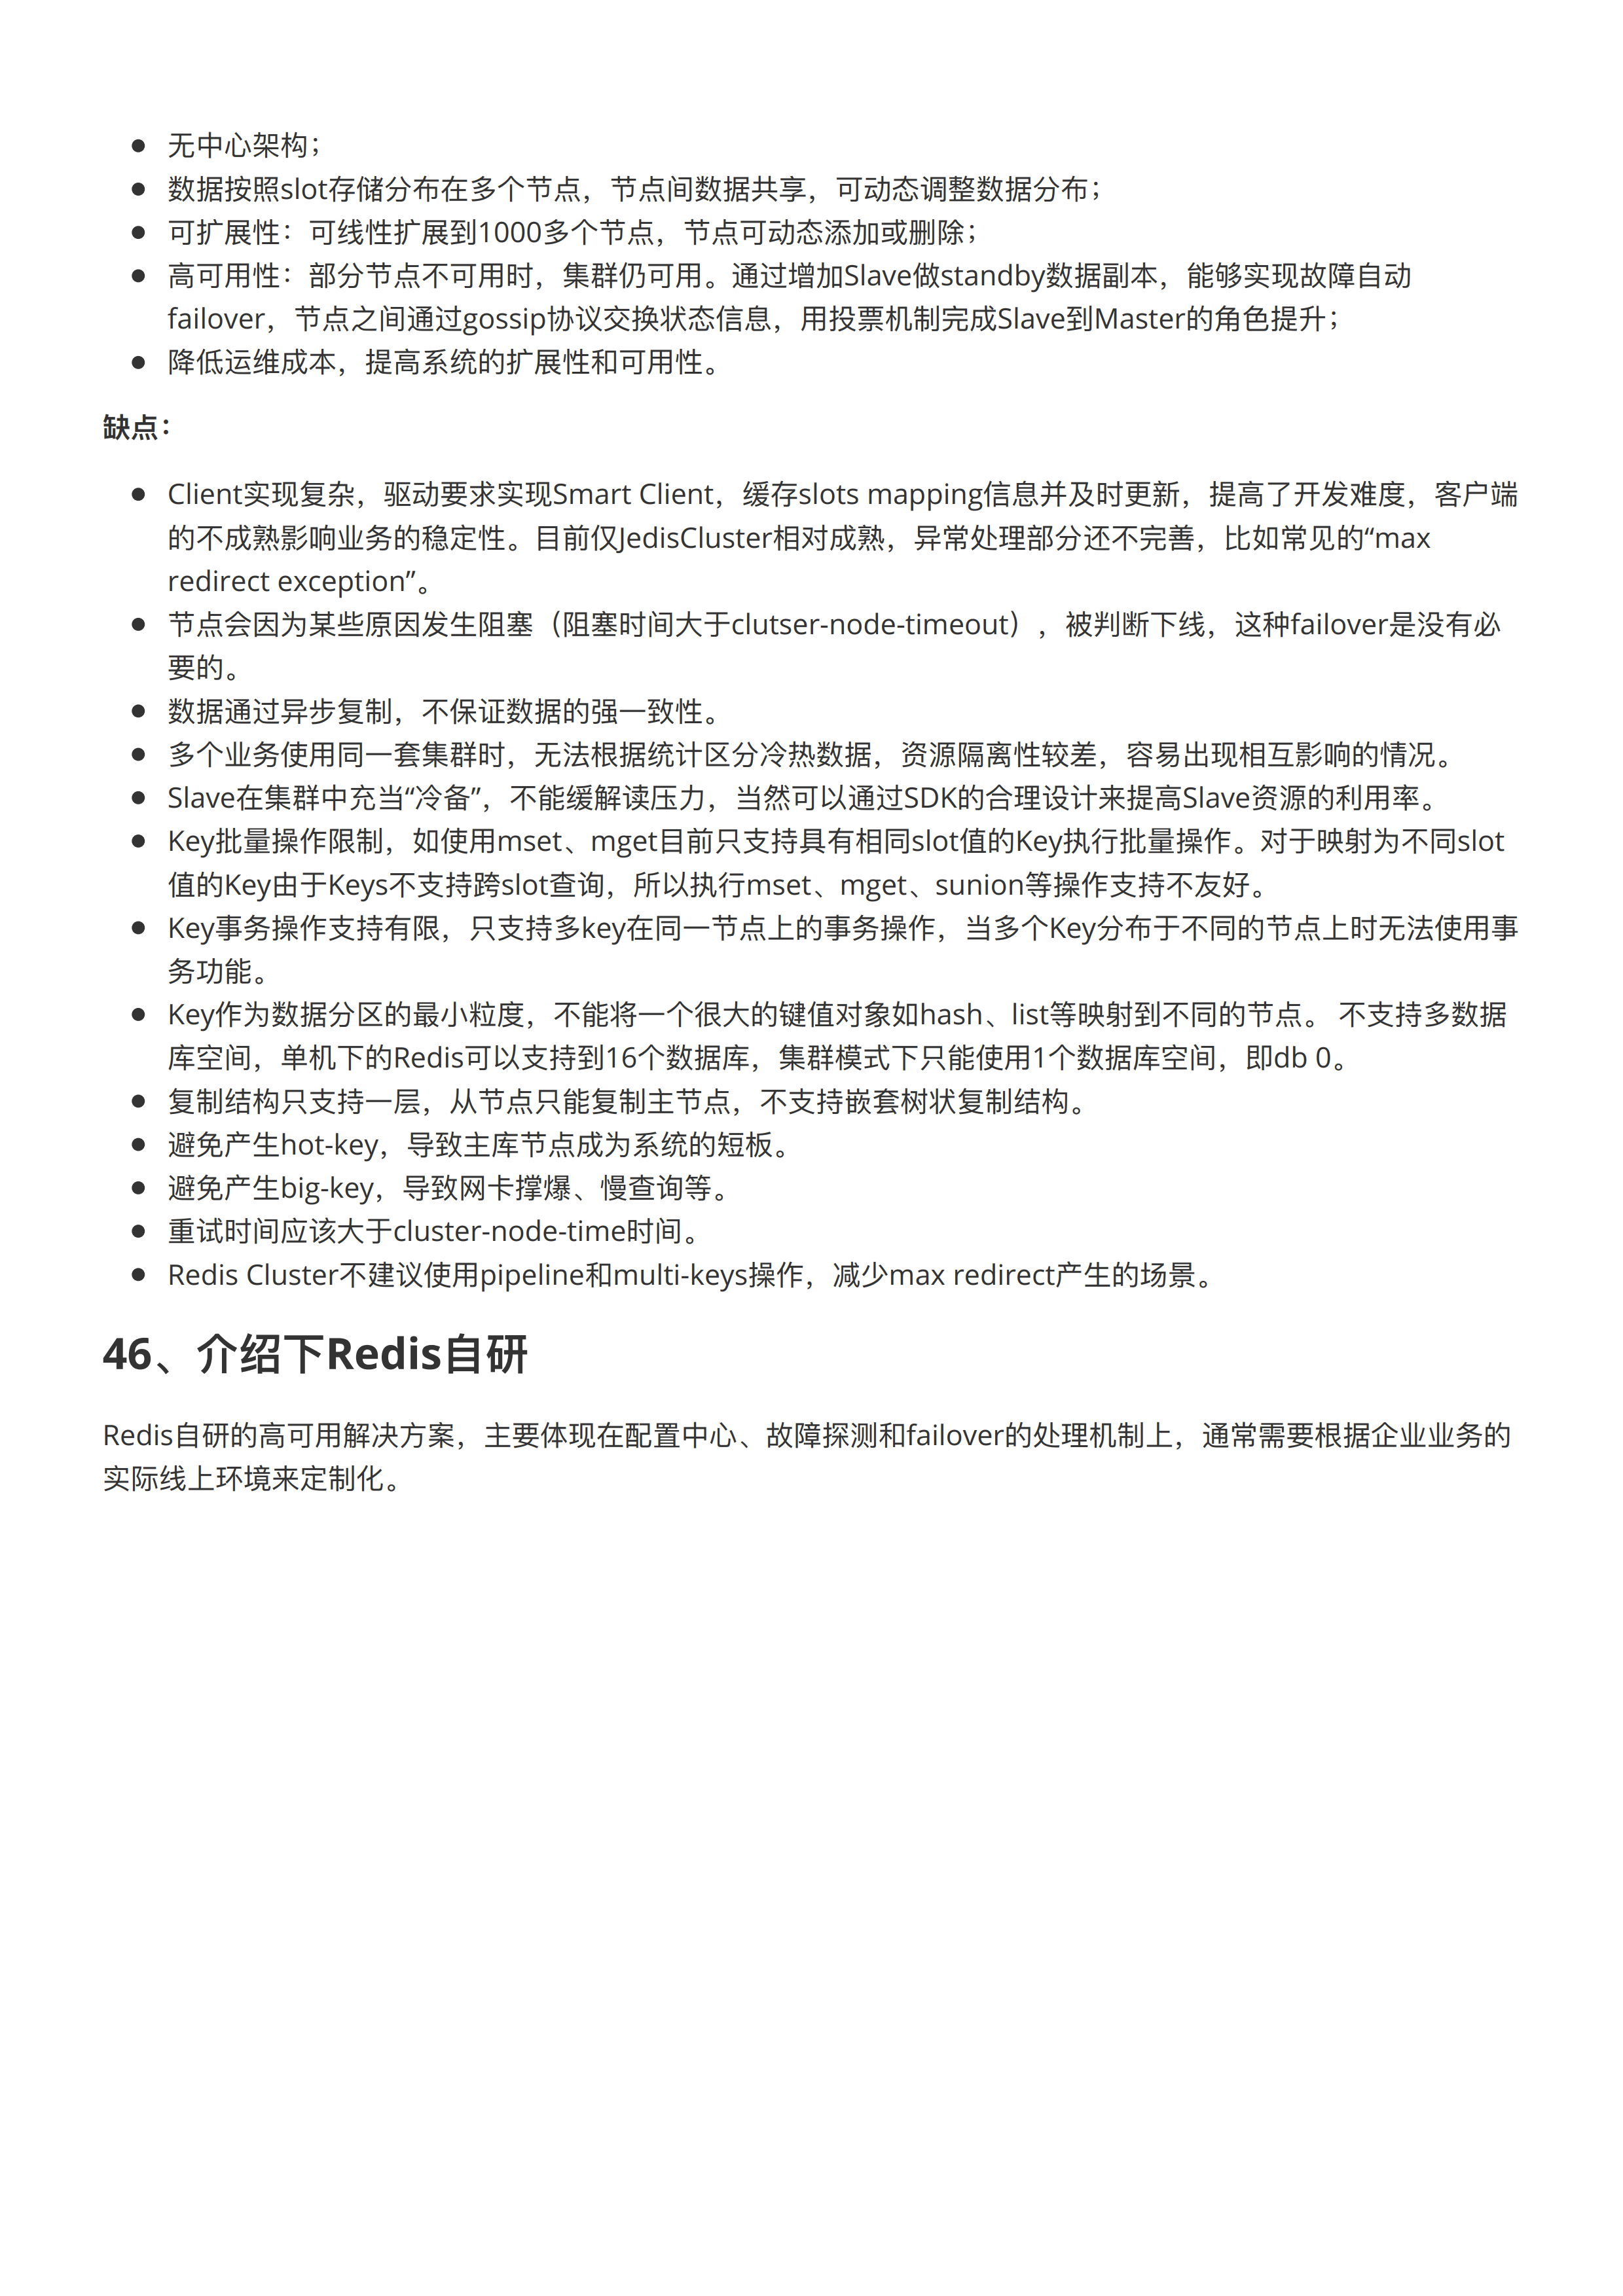 无中心架构；
数据按照slot存储分布在多个节点，节点间数据共享，可动态调整数据分布；
可扩展性：可线性扩展到1000多个节点，节点可动态添加或删除；
高可用性：部分节点不可用时，集群仍可用。通过增加Slave做standby数据副本，能够实现故障自动
failover，节点之间通过gossip协议交换状态信息，用投票机制完成Slave到Master的角色提升；
降低运维成本，提高系统的扩展性和可用性。
缺点：
Client实现复杂，驱动要求实现Smart Client，缓存slots mapping信息并及时更新，提高了开发难度，客户端
的不成熟影响业务的稳定性。目前仅JedisCluster相对成熟，异常处理部分还不完善，比如常见的“max
redirect exception”。
节点会因为某些原因发生阻塞（阻塞时间大于clutser-node-timeout），被判断下线，这种failover是没有必
要的。
数据通过异步复制，不保证数据的强一致性。
多个业务使用同一套集群时，无法根据统计区分冷热数据，资源隔离性较差，容易出现相互影响的情况。
Slave在集群中充当“冷备”，不能缓解读压力，当然可以通过SDK的合理设计来提高Slave资源的利用率。
Key批量操作限制，如使用mset、mget目前只支持具有相同slot值的Key执行批量操作。对于映射为不同slot
值的Key由于Keys不支持跨slot查询，所以执行mset、mget、sunion等操作支持不友好。
Key事务操作支持有限，只支持多key在同一节点上的事务操作，当多个Key分布于不同的节点上时无法使用事
务功能。
Key作为数据分区的最小粒度，不能将一个很大的键值对象如hash、list等映射到不同的节点。 不支持多数据
库空间，单机下的Redis可以支持到16个数据库，集群模式下只能使用1个数据库空间，即db 0。
复制结构只支持一层，从节点只能复制主节点，不支持嵌套树状复制结构。
避免产生hot-key，导致主库节点成为系统的短板。
避免产生big-key，导致网卡撑爆、慢查询等。
重试时间应该大于cluster-node-time时间。
Redis Cluster不建议使用pipeline和multi-keys操作，减少max redirect产生的场景。
46、介绍下Redis自研
Redis自研的高可用解决方案，主要体现在配置中心、故障探测和failover的处理机制上，通常需要根据企业业务的
实际线上环境来定制化。